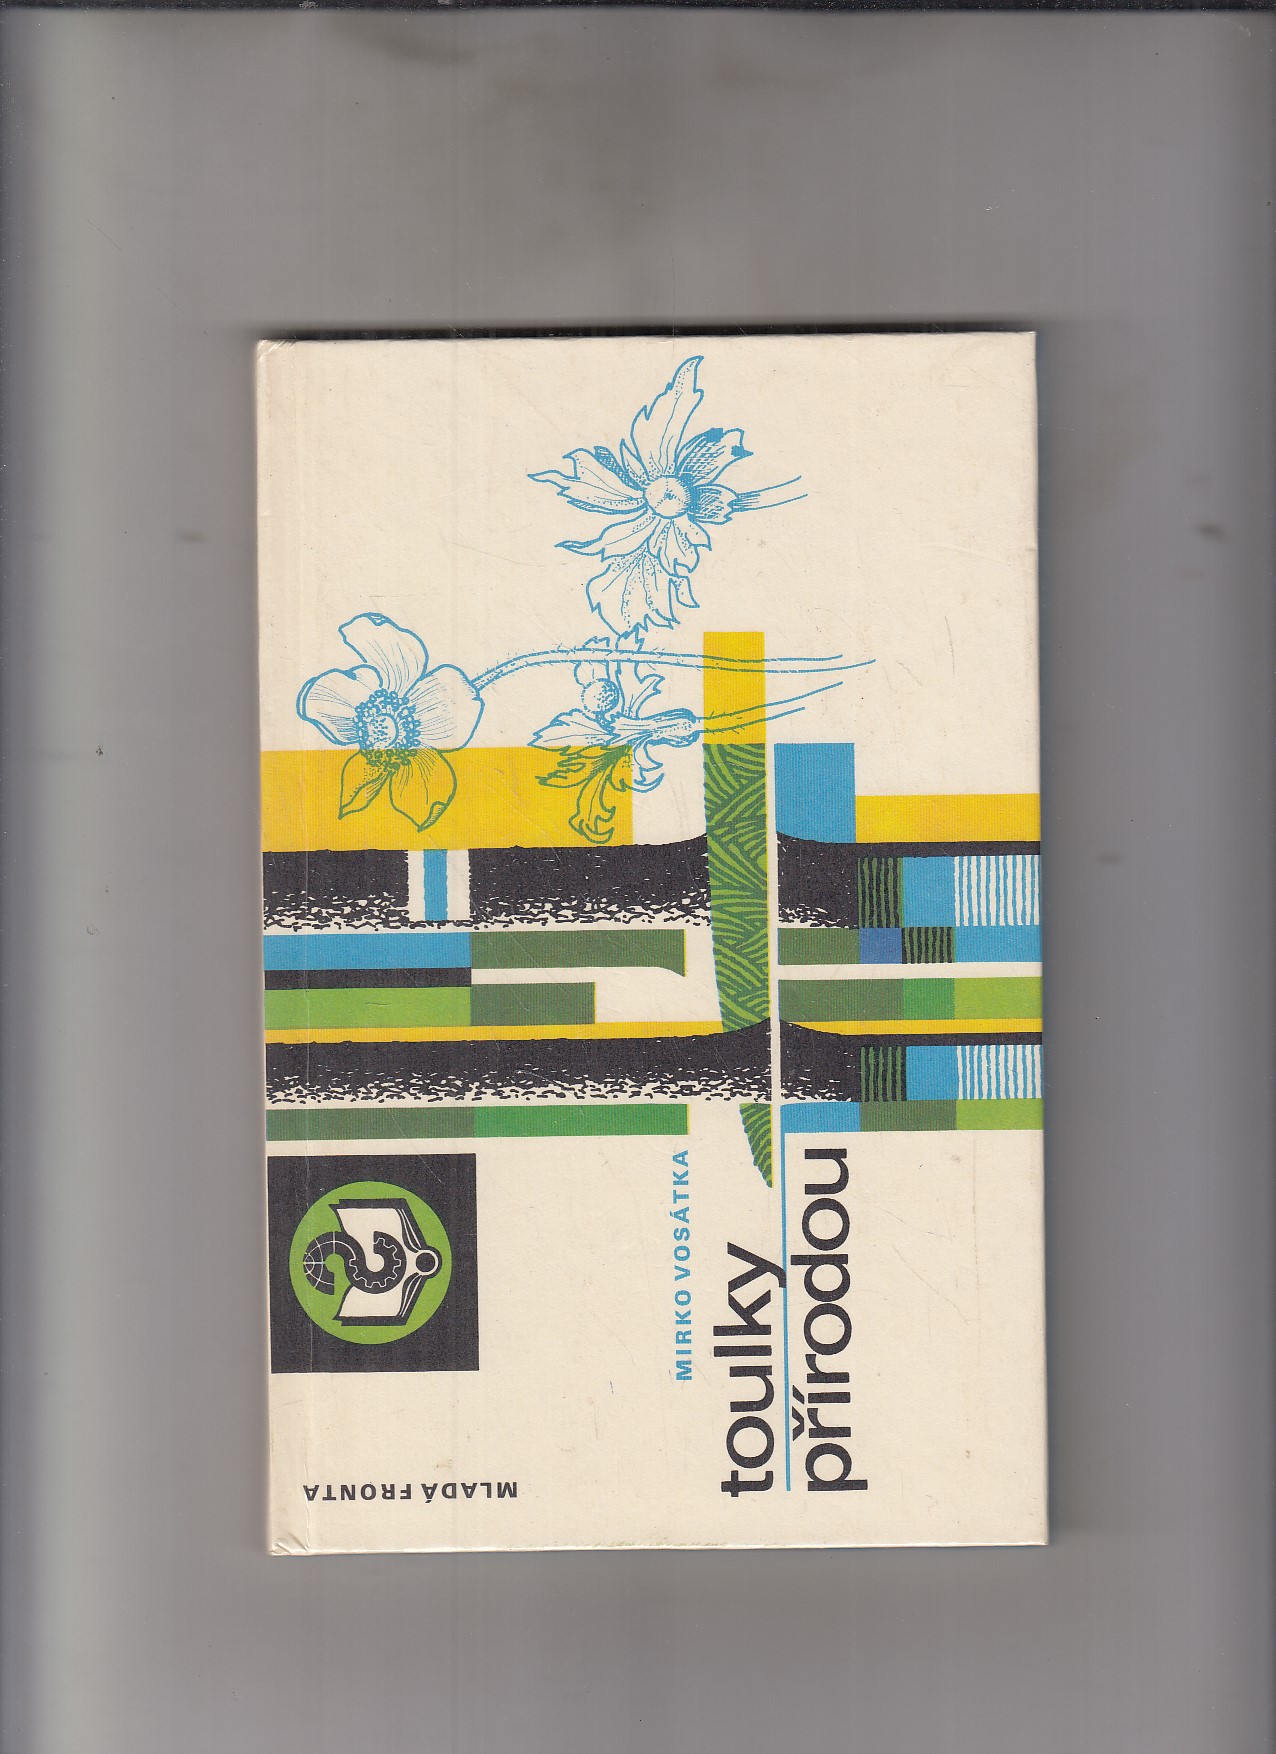 MIRKO VOSÁTKA
toulky
přírodou
MLADÁ FRONTA